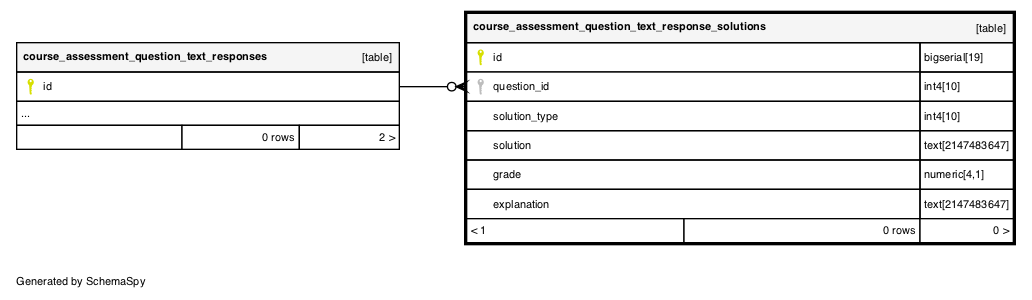 course_assessment_question_text_responses [table]
id
...
0 rows 2 >
course_assessment_question_text_response_solutions [table]
id bigserial[19]
question_id int4[10]
solution_type int4[10]
solution text[2147483647]
grade numeric[4,1]
explanation text[2147483647]
< 1 0 rows 0 >
Generated by SchemaSpy